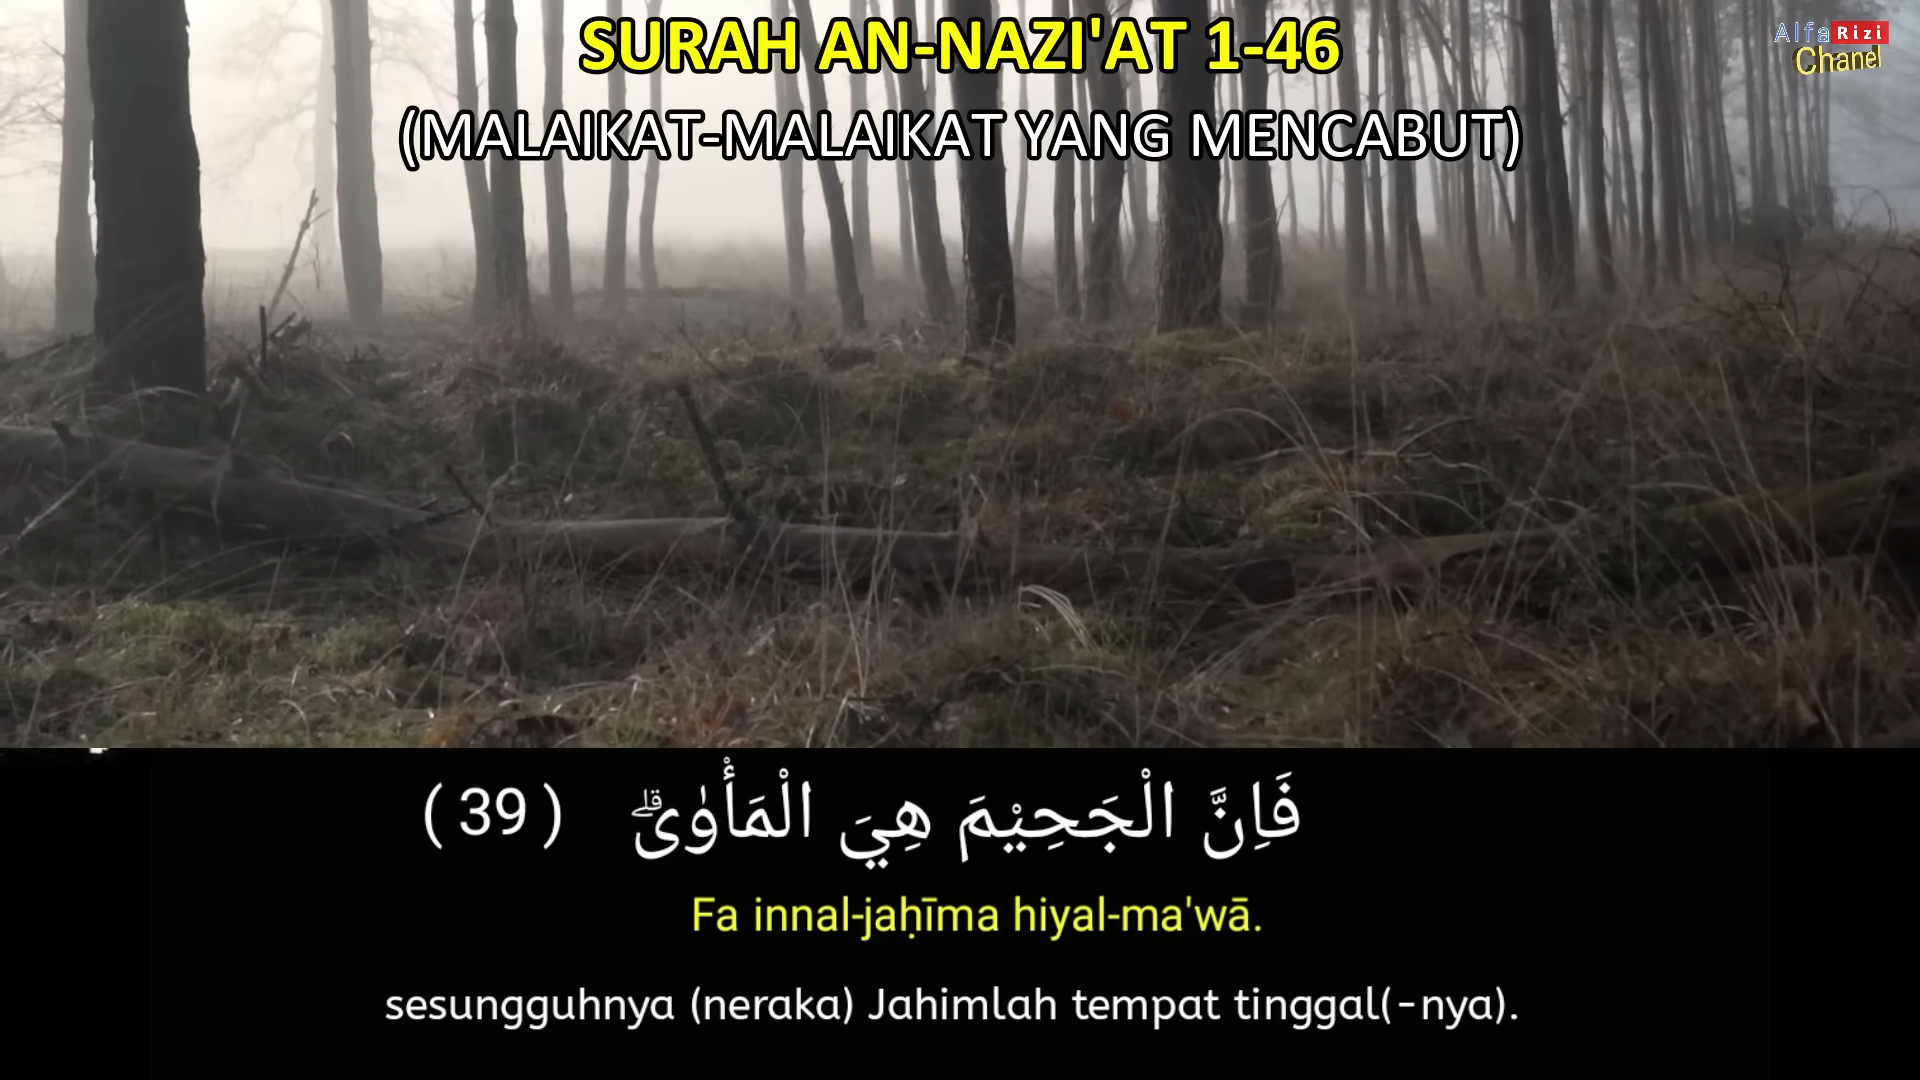 SURAH AN-NAZI'AT 1-46
Alfa Rizi
Chanel
(MALAIKAT-MALAIKAT YANG MENCABUT)
فَاِنَّ الْجَحِيْمَ هِيَ الْمَأْوٰىۗ ( 39 )
Fa innal-jaḥīma hiyal-ma'wā.
sesungguhnya (neraka) Jahimlah tempat tinggal(-nya).